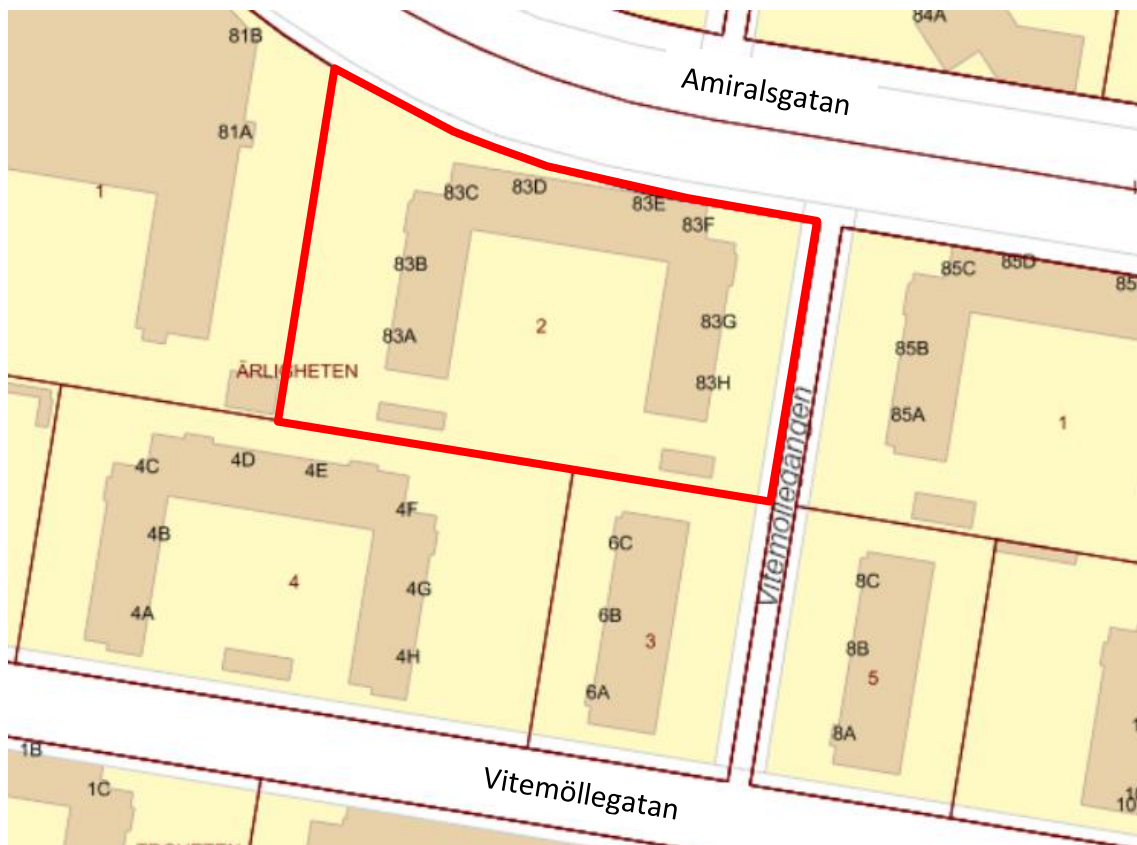 84A
81B
Amiralsgatan
81A
1
83C
83D
83E
83F
83B
85C
85D
85
83G
2
83A
85B
ÄRLIGHETEN
83H
85A
1
4C
4D
4E
4F
Vitemöllegången
6C
4B
4
4G
8C
4A
6B
3
8B
4H
5
6A
8A
1B
1C
Vitemöllegatan
10